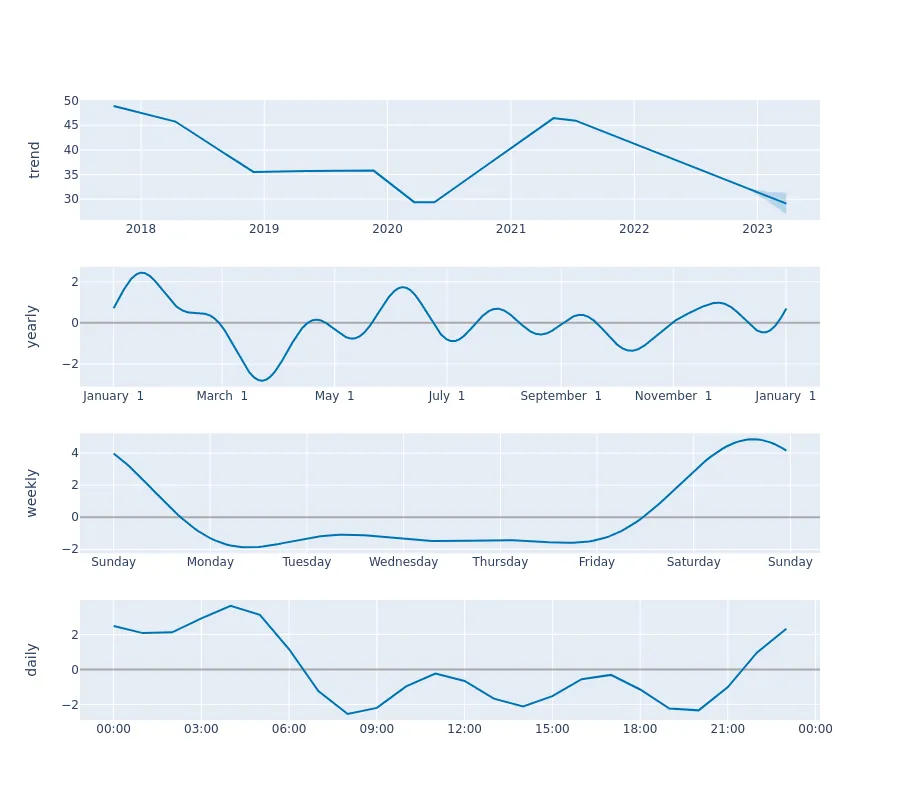 trend
50
45
40
35
30
2018 2019 2020 2021 2022 2023
yearly
2
0
−2
January 1 March 1 May 1 July 1 September 1 November 1 January 1
weekly
4
2
0
−2
Sunday Monday Tuesday Wednesday Thursday Friday Saturday Sunday
daily
2
0
−2
00:00 03:00 06:00 09:00 12:00 15:00 18:00 21:00 00:00